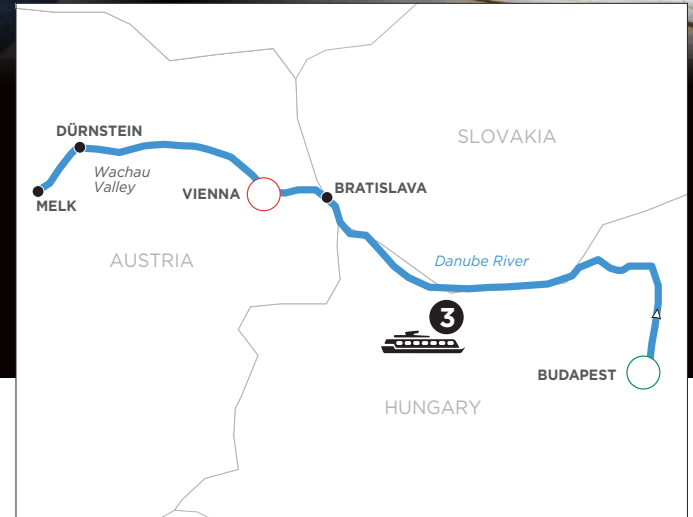 DÜRNSTEIN
SLOVAKIA
Wachau
Valley
VIENNA
BRATISLAVA
MELK
AUSTRIA
Danube River
3
BUDAPEST
HUNGARY